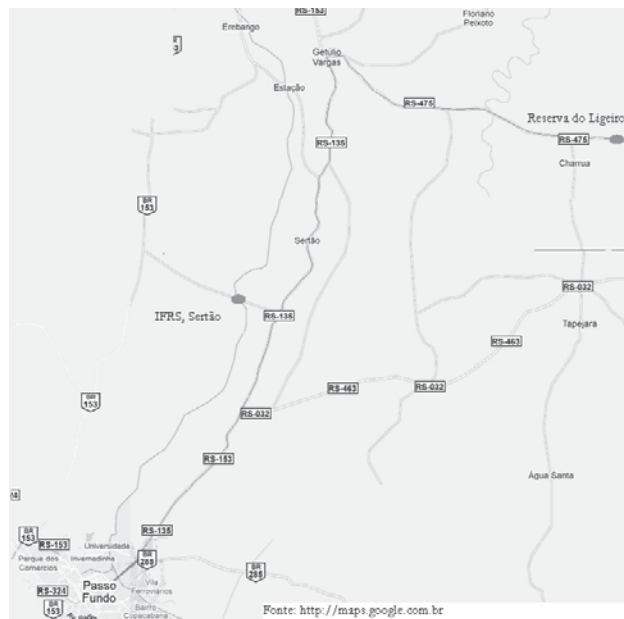 RS-153
Floriano
Peixoto
Erebango
Getúlio
Vargas
Estação
RS-475
Reserva do Ligeiro
RS-135
RS-475
Charrua
BR
153
Sertão
RS-032
IFRS, Sertão
RS-135
Tapejara
RS-463
RS-463
RS-032
BR
153
RS-032
RS-153
Água Santa
BR
153
RS-153
RS-135
Universidade
Parque dos
Comércios
Invernadinha
BR
285
BR
285
Passo
Fundo
Vila
Ferroviários
RS-324
BR
153
Bairro
Copacabana
Fonte: http://maps.google.com.br